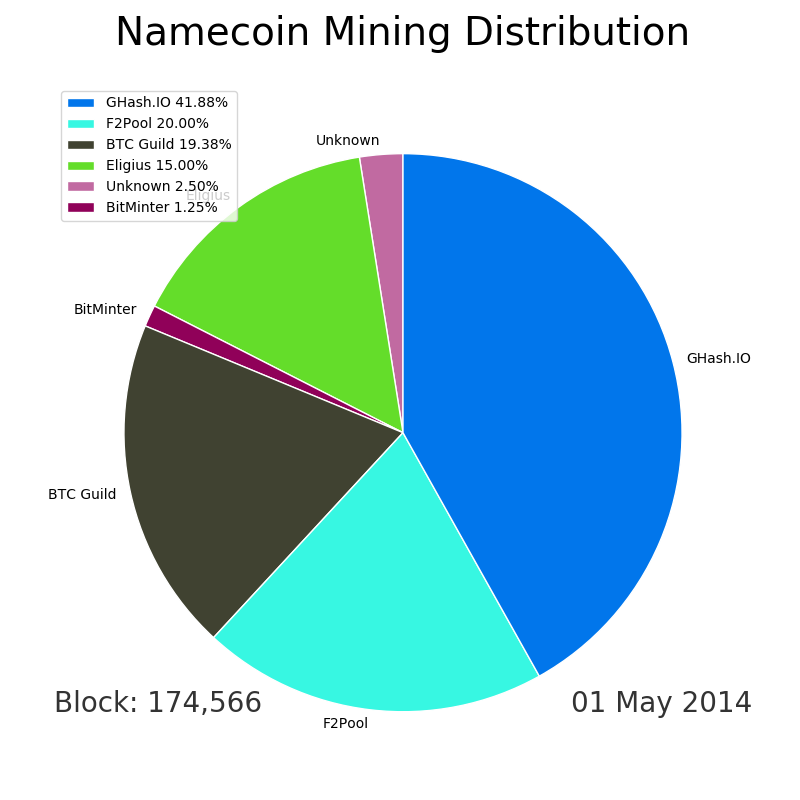 Namecoin Mining Distribution
GHash.IO 41.88%
F2Pool 20.00%
BTC Guild 19.38%
Eligius 15.00%
Unknown 2.50%
BitMinter 1.25%
Unknown
Eligius
BitMinter
GHash.IO
BTC Guild
F2Pool
Block: 174,566
01 May 2014